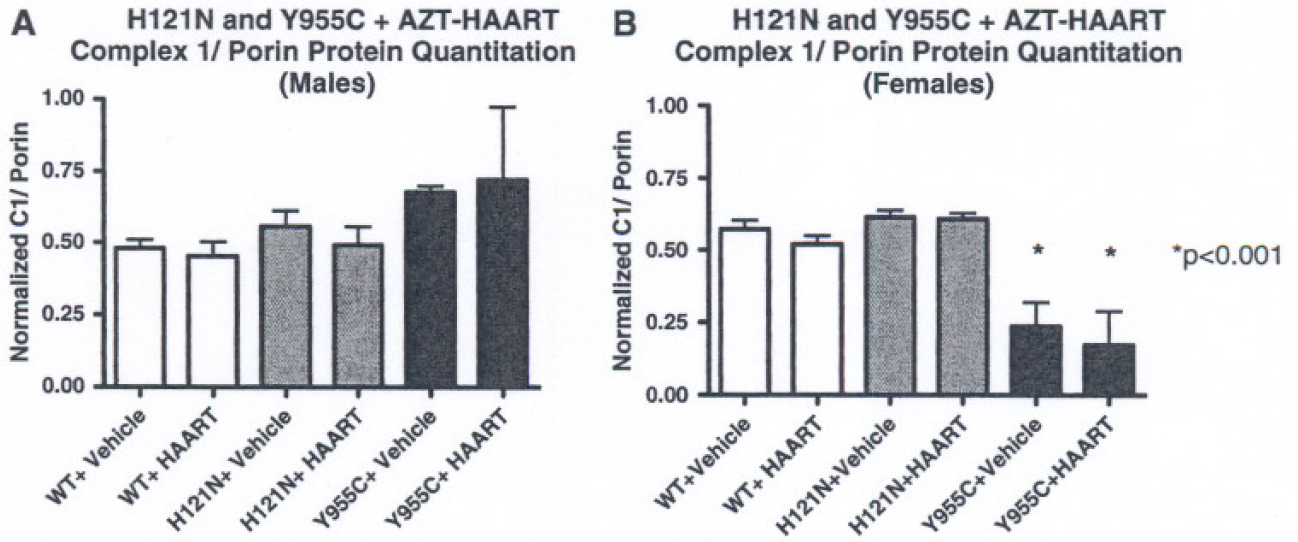 A
H121N and Y955C + AZT-HAART
Complex 1/ Porin Protein Quantitation
(Males)
Normalized C1/ Porin
1.00
0.75
0.50
0.25
0.00
WT+ Vehicle
WT+ HAART
H121N+ Vehicle
H121N+ HAART
Y955C+ Vehicle
Y955C+ HAART
B
H121N and Y955C + AZT-HAART
Complex 1/ Porin Protein Quantitation
(Females)
Normalized C1/ Porin
1.00
0.75
0.50
0.25
0.00
* *
*p<0.001
WT+Vehicle
WT+ HAART
H121N+Vehicle
H121N+HAART
Y955C+Vehicle
Y955C+HAART